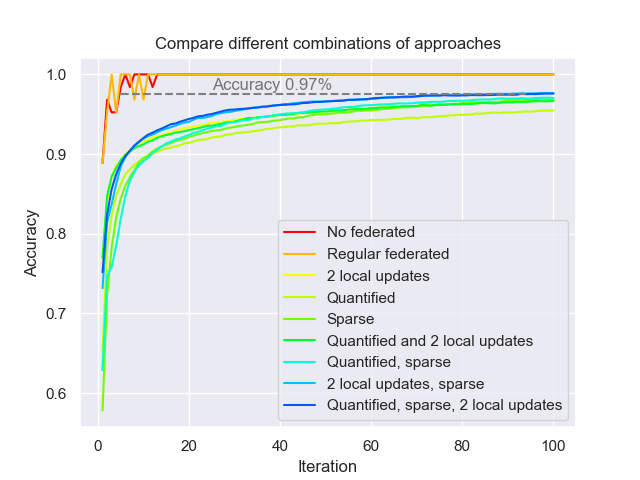 Compare different combinations of approaches
1.0
Accuracy 0.97%
0.9
0.8
0.7
0.6
Accuracy
No federated
Regular federated
2 local updates
Quantified
Sparse
Quantified and 2 local updates
Quantified, sparse
2 local updates, sparse
Quantified, sparse, 2 local updates
0 20 40 60 80 100
Iteration